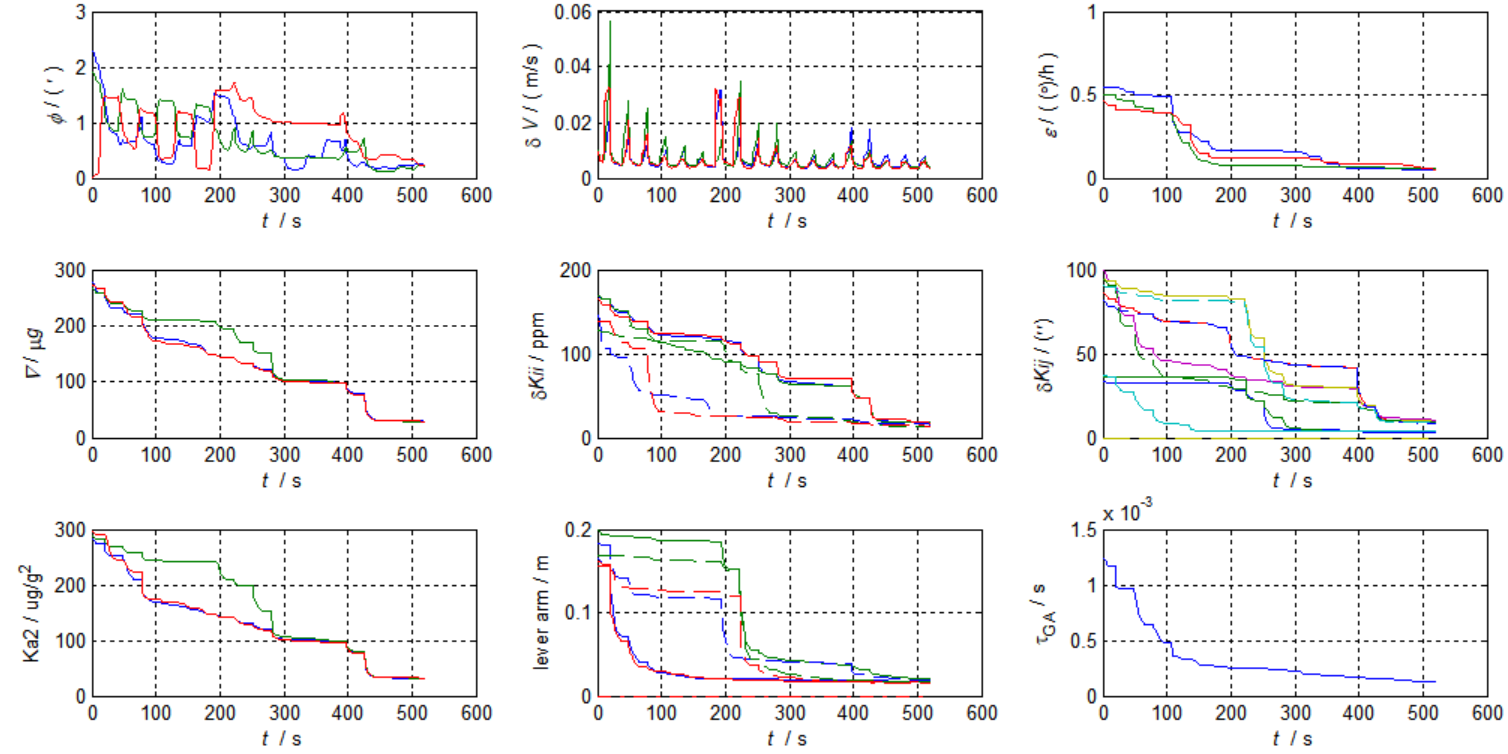 3
2
1
0
ϕ / ( ′ )
0 100 200 300 400 500 600
t / s
0.06
0.04
0.02
0
δ V / ( m/s )
0 100 200 300 400 500 600
t / s
1
0.5
0
ε / ( (°)/h )
0 100 200 300 400 500 600
t / s
300
200
100
0
∇ / μg
0 100 200 300 400 500 600
t / s
200
100
0
δKii / ppm
0 100 200 300 400 500 600
t / s
100
50
0
δKij / (′′)
0 100 200 300 400 500 600
t / s
300
200
100
0
Ka2 / ug/g²
0 100 200 300 400 500 600
t / s
0.2
0.1
0
lever arm / m
0 100 200 300 400 500 600
t / s
x 10⁻³
1.5
1
0.5
0
τGA / s
0 100 200 300 400 500 600
t / s